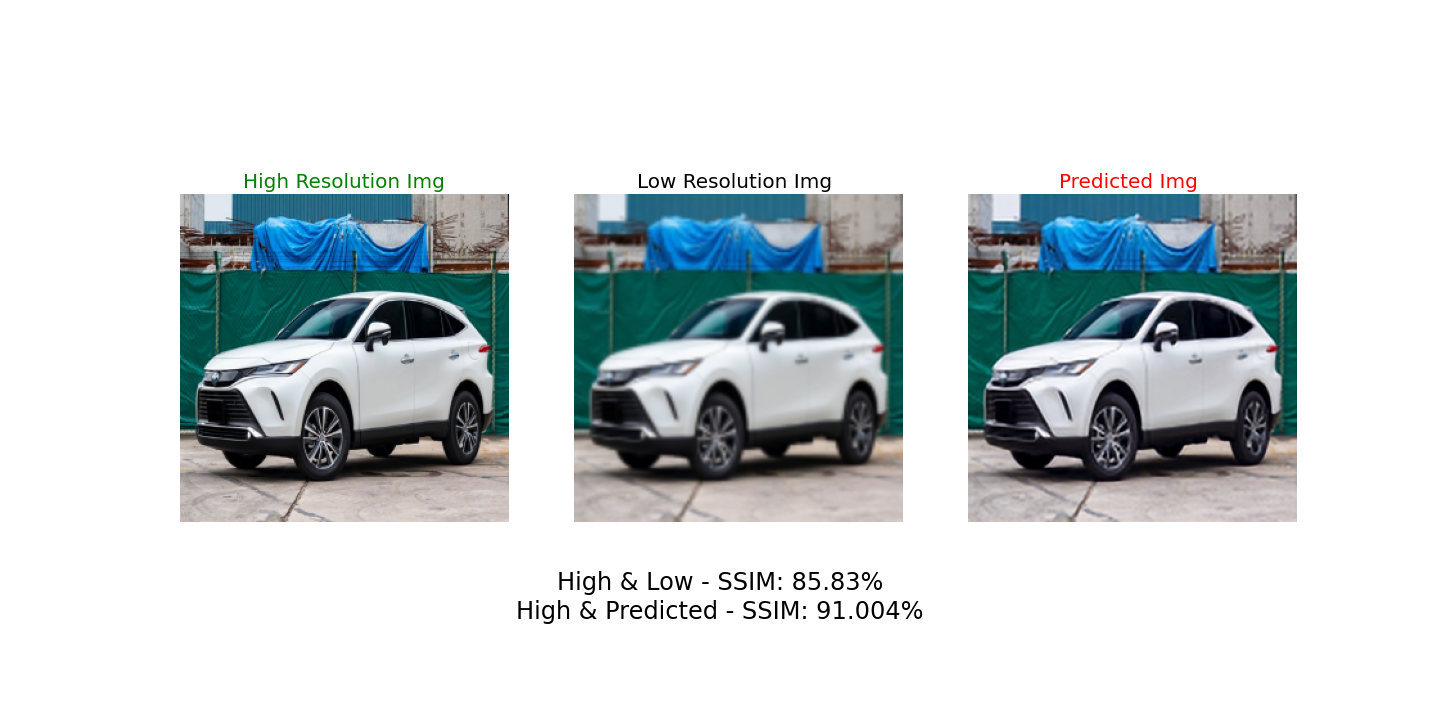 High Resolution Img
Low Resolution Img
Predicted Img
High & Low - SSIM: 85.83%
High & Predicted - SSIM: 91.004%